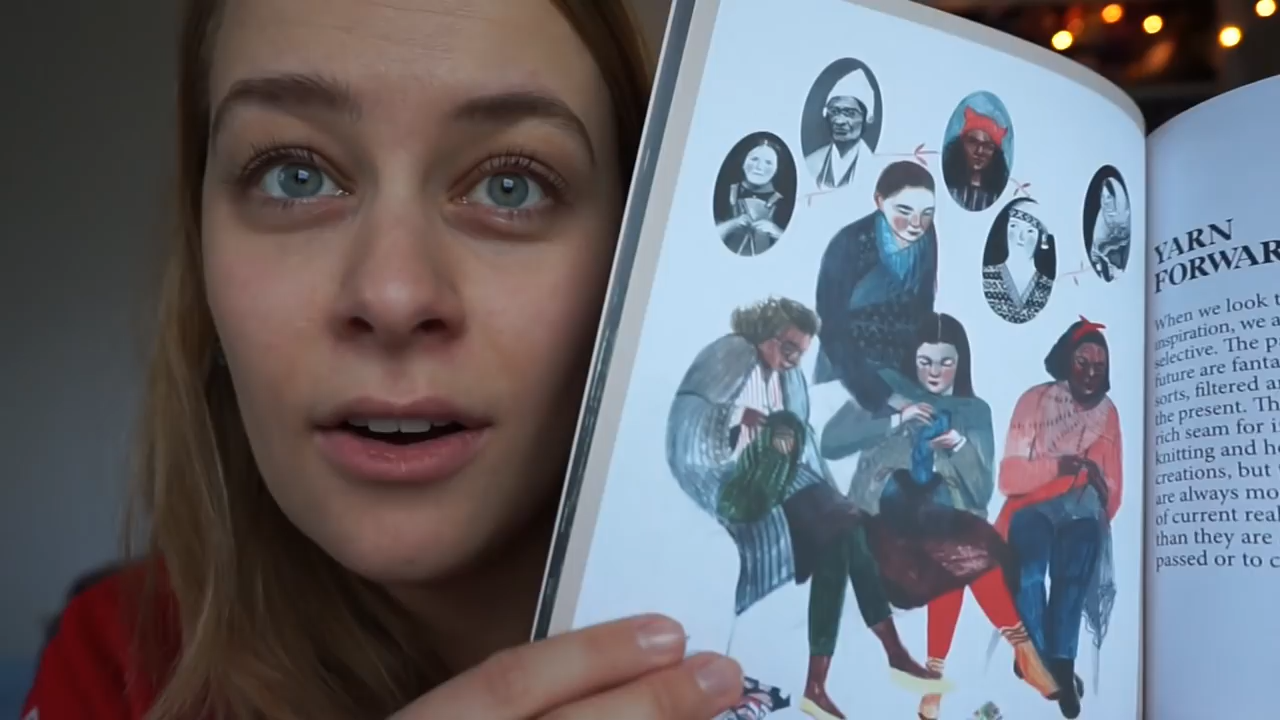 YARN
FORWAR
When we look t
inspiration, we a
selective. The p
future are fanta
sorts, filtered a
the present. Th
rich seam for i
knitting and h
creations, but
are always mo
of current real
than they are
passed or to c